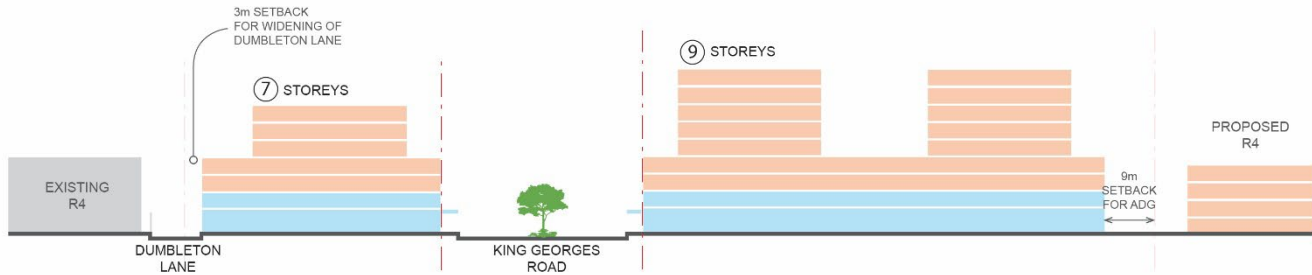 3m SETBACK
FOR WIDENING OF
DUMBLETON LANE
7 STOREYS
9 STOREYS
EXISTING
R4
PROPOSED
R4
9m
SETBACK
FOR ADG
DUMBLETON
LANE
KING GEORGES
ROAD